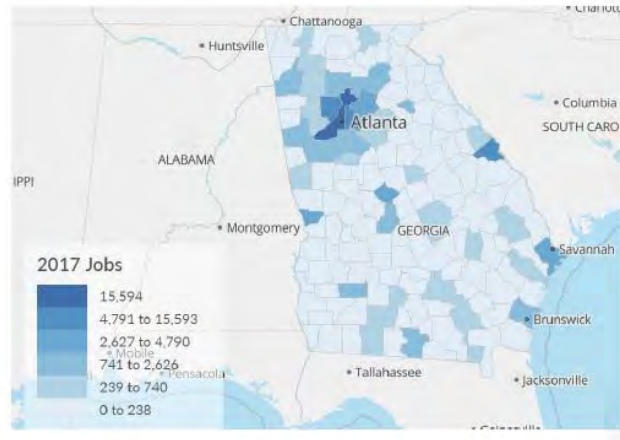 Chattanooga
Huntsville
Atlanta
Columbia
SOUTH CARO
ALABAMA
IPPI
Montgomery
GEORGIA
Savannah
2017 Jobs
15,594
4,791 to 15,593
2,627 to 4,790
741 to 2,626
239 to 740
0 to 238
Mobile
Pensacola
Brunswick
Tallahassee
Jacksonville